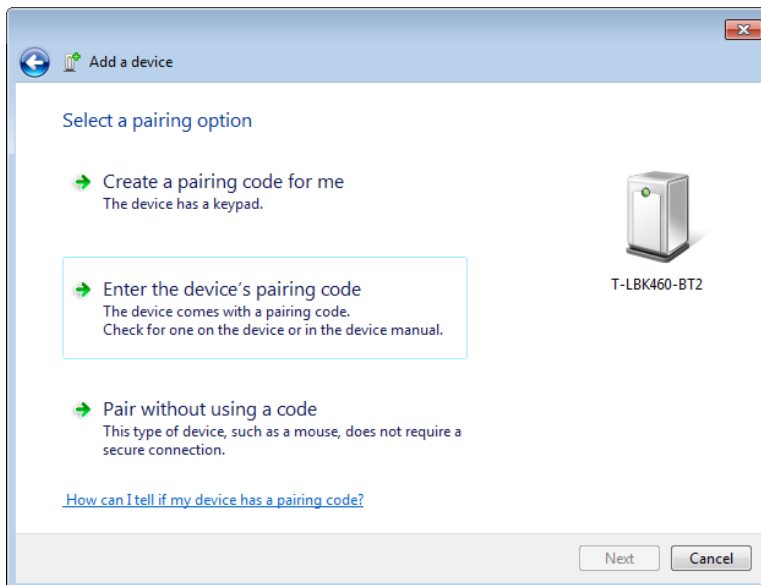 Add a device
Select a pairing option
Create a pairing code for me
The device has a keypad.
Enter the device's pairing code
The device comes with a pairing code.
Check for one on the device or in the device manual.
T-LBK460-BT2
Pair without using a code
This type of device, such as a mouse, does not require a
secure connection.
How can I tell if my device has a pairing code?
Next
Cancel